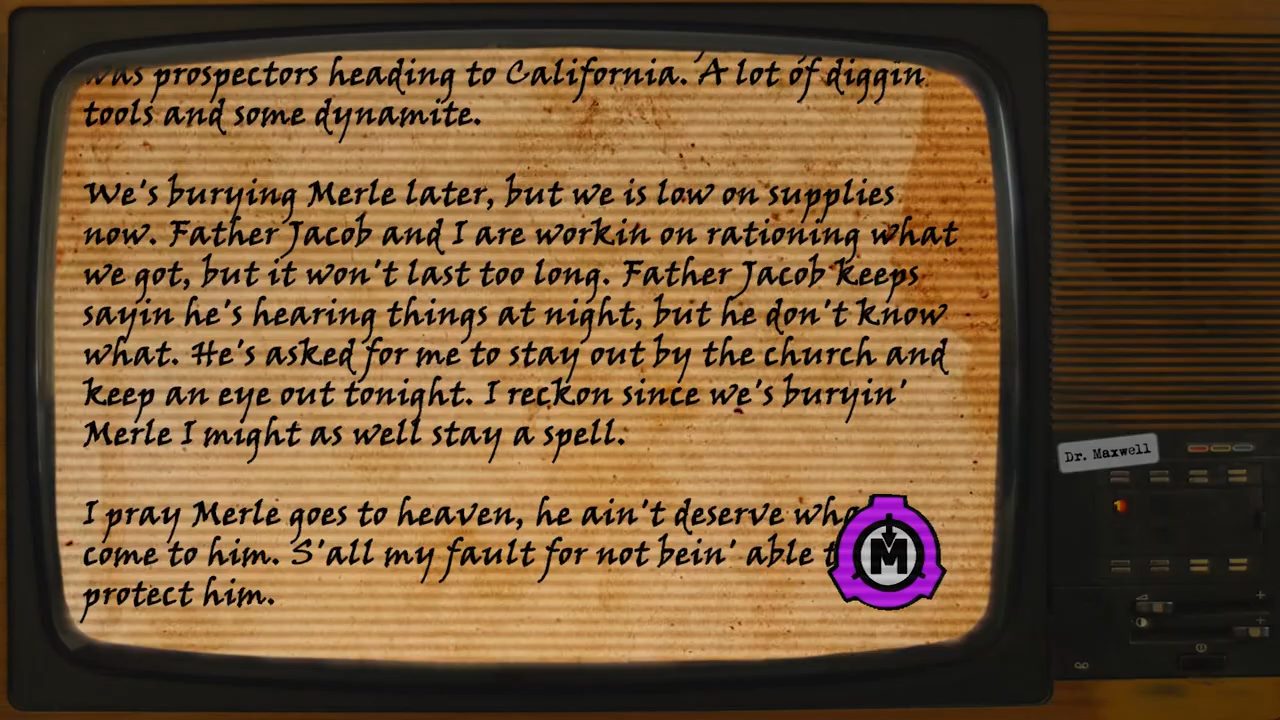 was prospectors heading to California. A lot of diggin
tools and some dynamite.
We's burying Merle later, but we is low on supplies
now. Father Jacob and I are workin on rationing what
we got, but it won't last too long. Father Jacob keeps
sayin he's hearing things at night, but he don't know
what. He's asked for me to stay out by the church and
keep an eye out tonight. I reckon since we's buryin'
Merle I might as well stay a spell.
I pray Merle goes to heaven, he ain't deserve
come to him. S'all my fault for not bein' able
protect him.
M
Dr. Maxwell